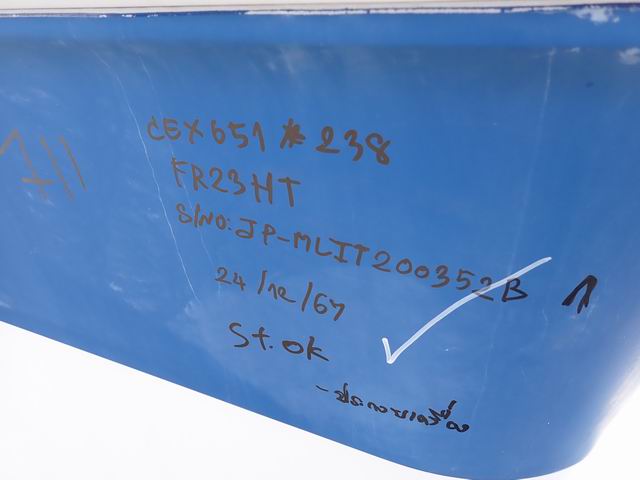 CEX651*238
FR23HT
S/NO: JP-MLIT200352B
24/12/67
St. ok